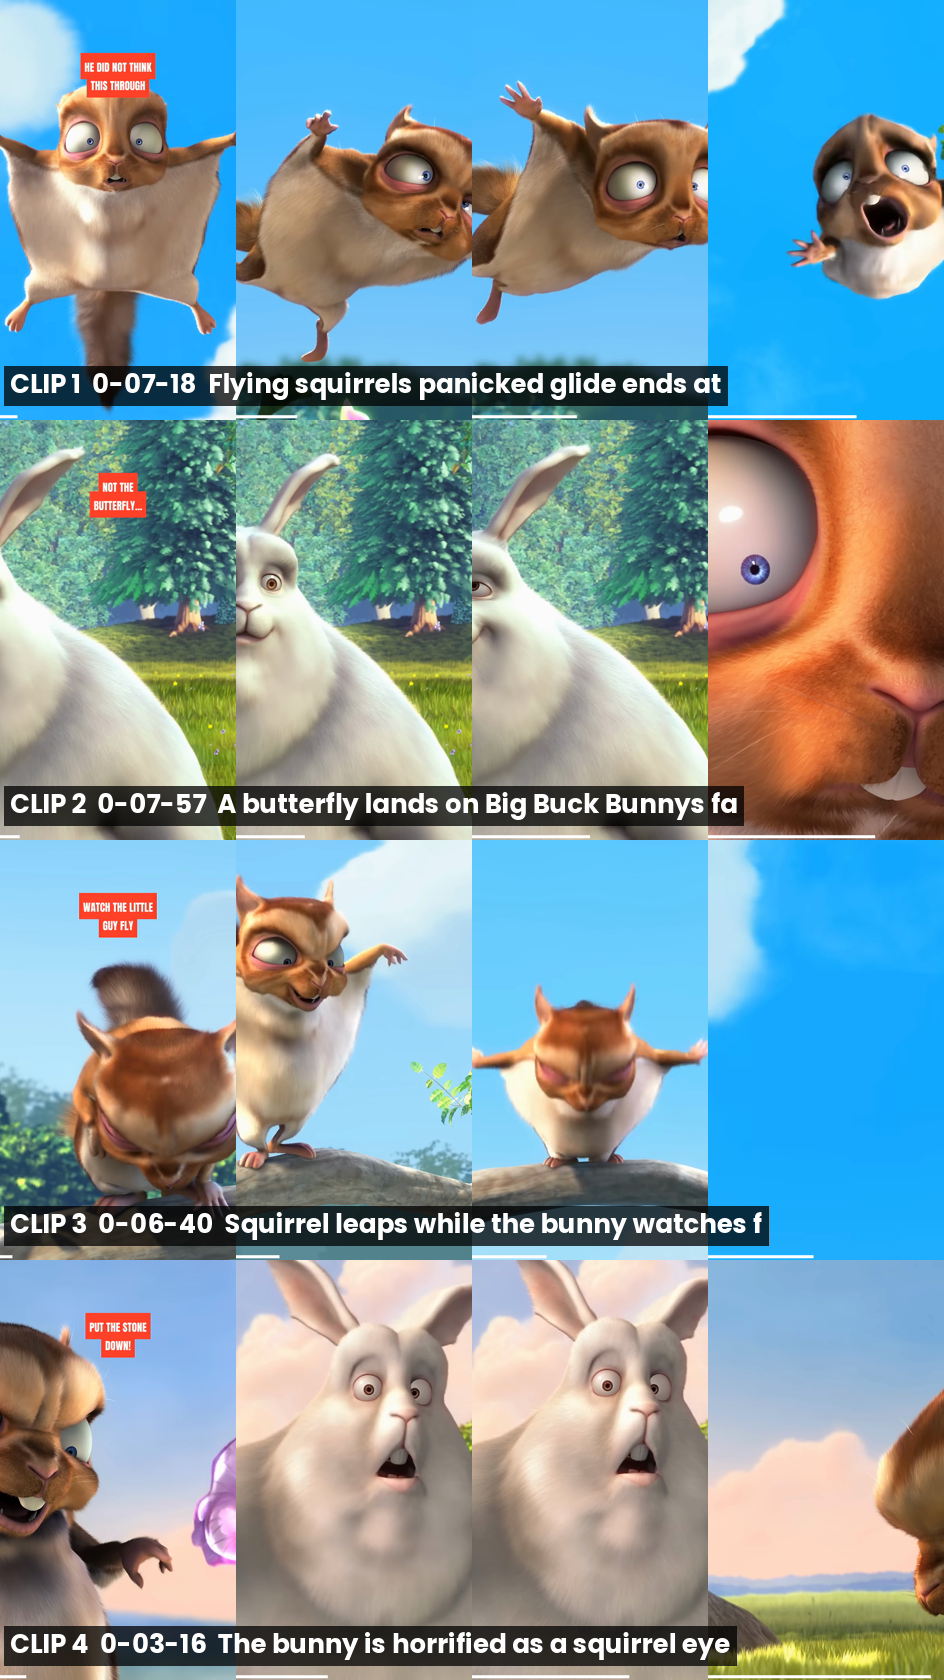 HE DID NOT THINK
THIS THROUGH
CLIP 1 0-07-18 Flying squirrels panicked glide ends at
NOT THE
BUTTERFLY...
CLIP 2 0-07-57 A butterfly lands on Big Buck Bunnys fa
WATCH THE LITTLE
GUY FLY
CLIP 3 0-06-40 Squirrel leaps while the bunny watches f
PUT THE STONE
DOWN!
CLIP 4 0-03-16 The bunny is horrified as a squirrel eye